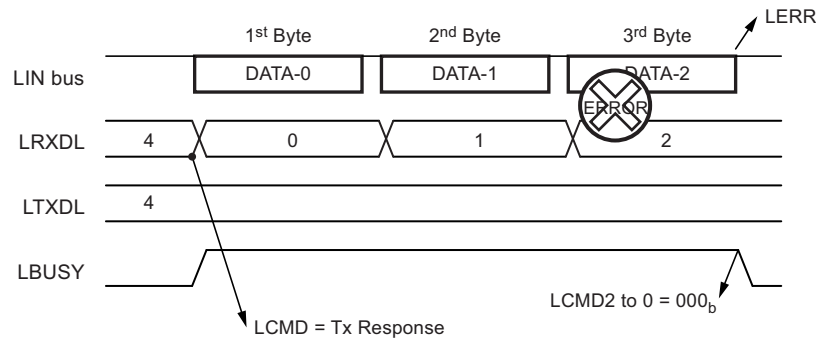 LERR
1st Byte 2nd Byte 3rd Byte
LIN bus DATA-0 DATA-1 DATA-2
ERROR
LRXDL 4 0 1 2
LTXDL 4
LBUSY
LCMD2 to 0 = 000b
LCMD = Tx Response